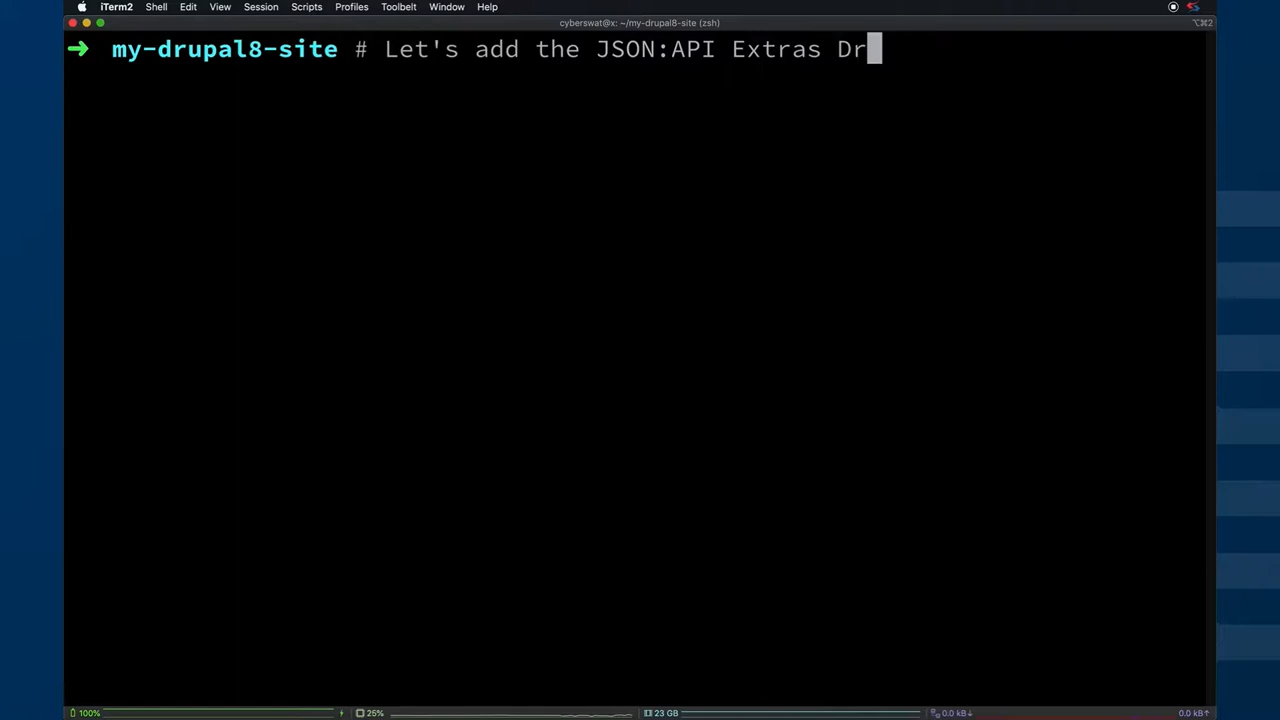 iTerm2 Shell Edit View Session Scripts Profiles Toolbelt Window Help
cyberswat@x: ~/my-drupal8-site (zsh)
⌥⌘2
➜ my-drupal8-site # Let's add the JSON:API Extras Dr
100% 25% 23 GB 0.0 kB↓ 0.0 kB↑